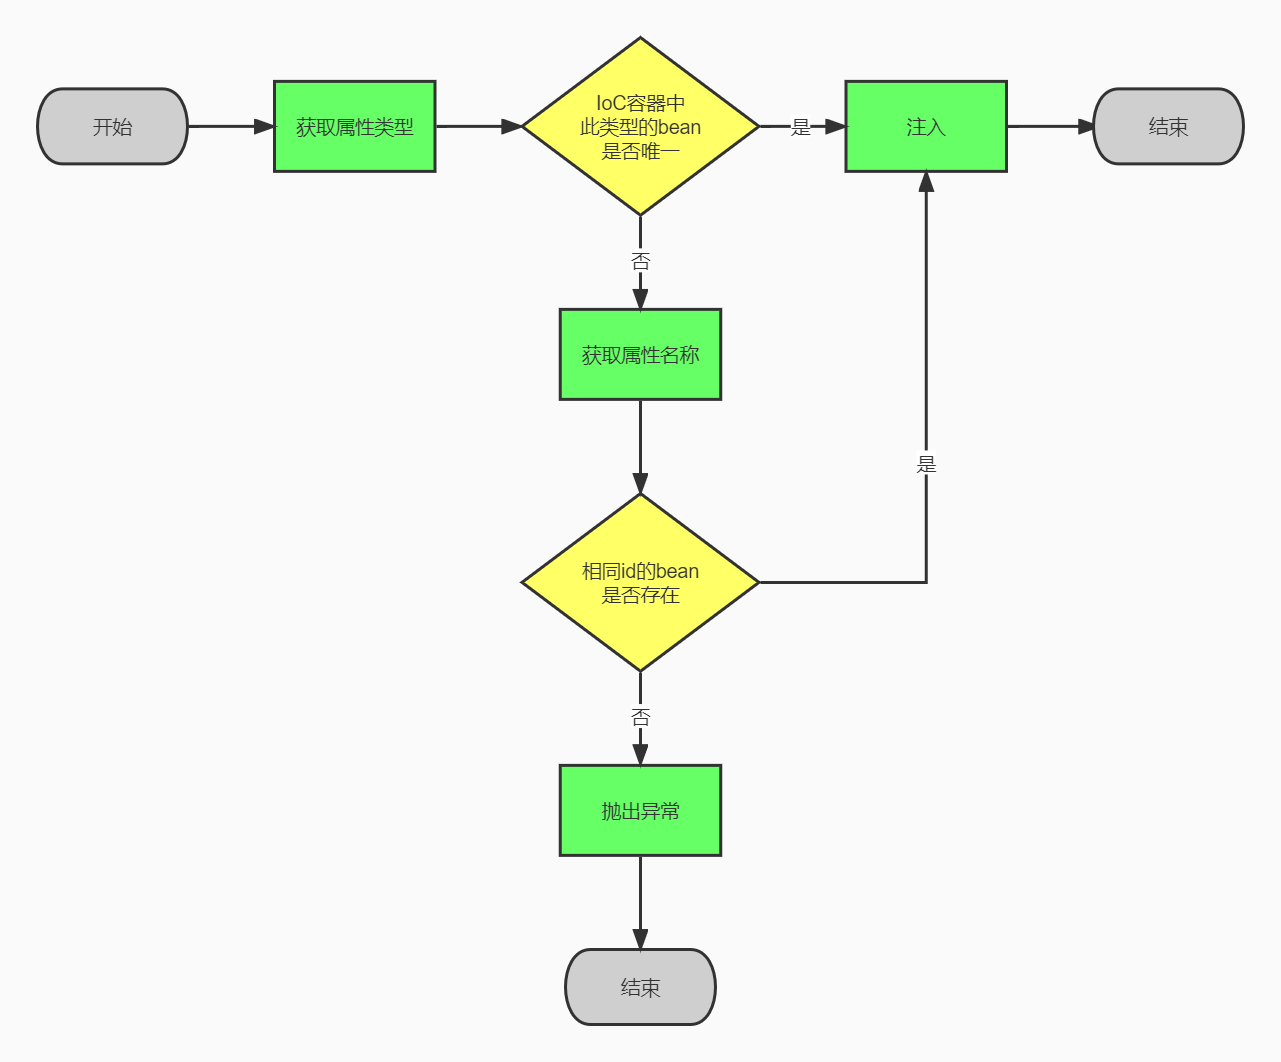 开始
获取属性类型
IoC容器中
此类型的bean
是否唯一
是
注入
结束
否
获取属性名称
是
相同id的bean
是否存在
否
抛出异常
结束